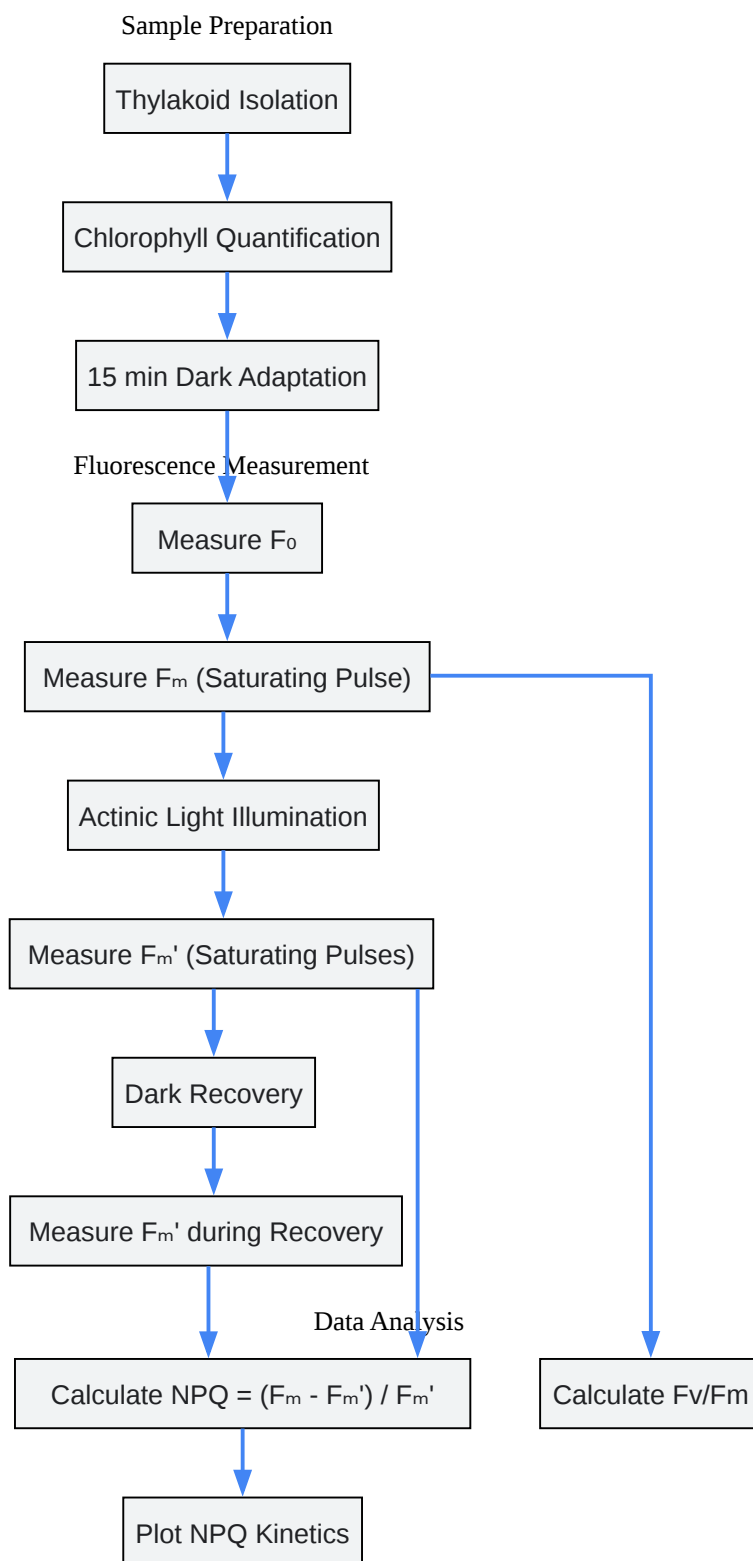 Sample Preparation
Thylakoid Isolation
Chlorophyll Quantification
15 min Dark Adaptation
Fluorescence Measurement
Measure F₀
Measure Fₘ (Saturating Pulse)
Actinic Light Illumination
Measure Fₘ' (Saturating Pulses)
Dark Recovery
Measure Fₘ' during Recovery
Data Analysis
Calculate NPQ = (Fₘ - Fₘ') / Fₘ'
Calculate Fv/Fm
Plot NPQ Kinetics